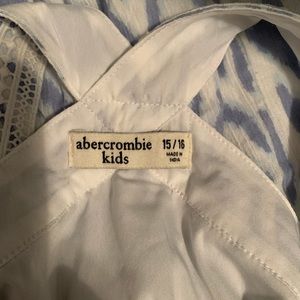 abercrombie
kids
15/16
MADE IN
INDIA